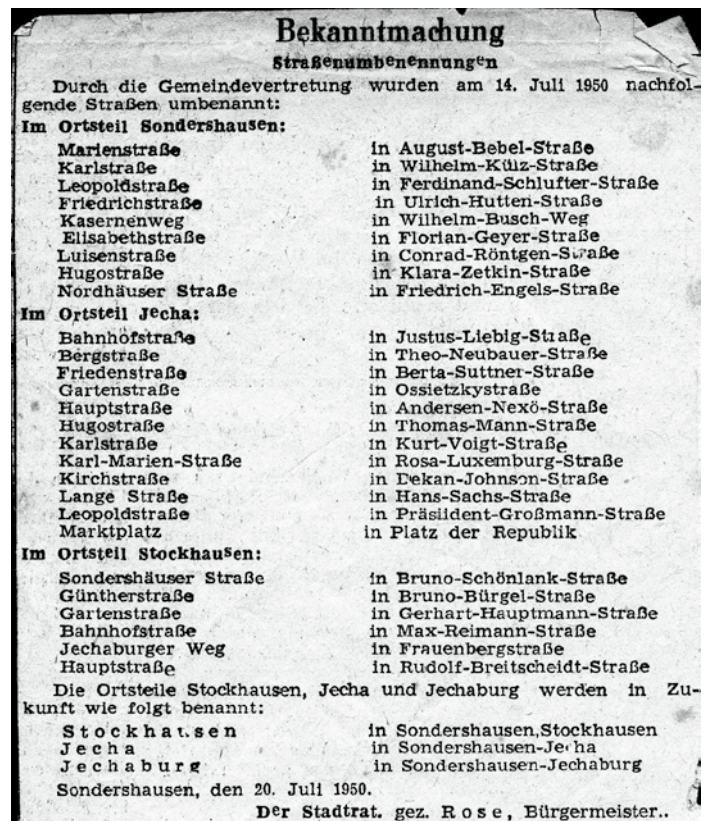 Bekanntmachung
Straßenumbenennungen
Durch die Gemeindevertretung wurden am 14. Juli 1950 nachfol-
gende Straßen umbenannt:
Im Ortsteil Sondershausen:
Marienstraße in August-Bebel-Straße
Karlstraße in Wilhelm-Külz-Straße
Leopoldstraße in Ferdinand-Schlufter-Straße
Friedrichstraße in Ulrich-Hutten-Straße
Kasernenweg in Wilhelm-Busch-Weg
Elisabethstraße in Florian-Geyer-Straße
Luisenstraße in Conrad-Röntgen-Straße
Hugostraße in Klara-Zetkin-Straße
Nordhäuser Straße in Friedrich-Engels-Straße
Im Ortsteil Jecha:
Bahnhofstraße in Justus-Liebig-Straße
Bergstraße in Theo-Neubauer-Straße
Friedenstraße in Berta-Suttner-Straße
Gartenstraße in Ossietzkystraße
Hauptstraße in Andersen-Nexö-Straße
Hugostraße in Thomas-Mann-Straße
Karlstraße in Kurt-Voigt-Straße
Karl-Marien-Straße in Rosa-Luxemburg-Straße
Kirchstraße in Dekan-Johnson-Straße
Lange Straße in Hans-Sachs-Straße
Leopoldstraße in Präsiident-Großmann-Straße
Marktplatz in Platz der Republik
Im Ortsteil Stockhausen:
Sondershäuser Straße in Bruno-Schönlank-Straße
Güntherstraße in Bruno-Bürgel-Straße
Gartenstraße in Gerhart-Hauptmann-Straße
Bahnhofstraße in Max-Reimann-Straße
Jechaburger Weg in Frauenbergstraße
Hauptstraße in Rudolf-Breitscheidt-Straße
Die Ortsteile Stockhausen, Jecha und Jechaburg werden in Zu-
kunft wie folgt benannt:
Stockhausen in Sondershausen,Stockhausen
Jecha in Sondershausen-Jecha
Jechaburg in Sondershausen-Jechaburg
Sondershausen, den 20. Juli 1950.
Der Stadtrat. gez. Rose, Bürgermeister..